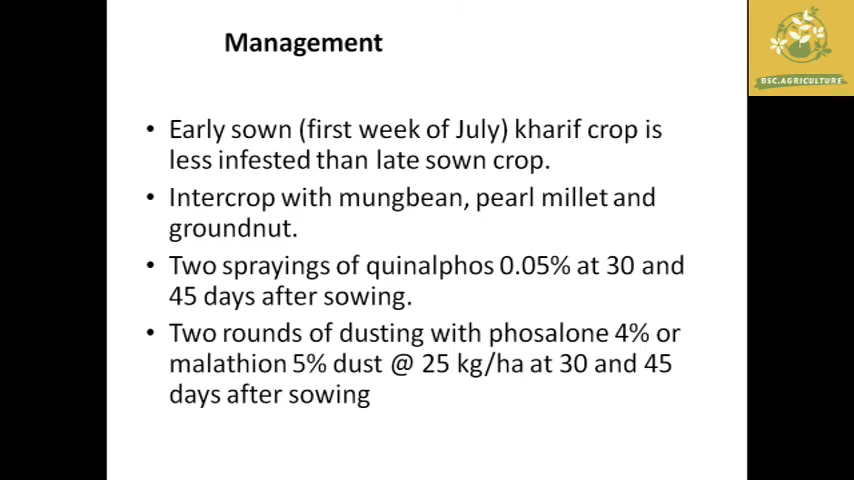 Management
BSC.AGRICULTURE
• Early sown (first week of July) kharif crop is
less infested than late sown crop.
• Intercrop with mungbean, pearl millet and
groundnut.
• Two sprayings of quinalphos 0.05% at 30 and
45 days after sowing.
• Two rounds of dusting with phosalone 4% or
malathion 5% dust @ 25 kg/ha at 30 and 45
days after sowing